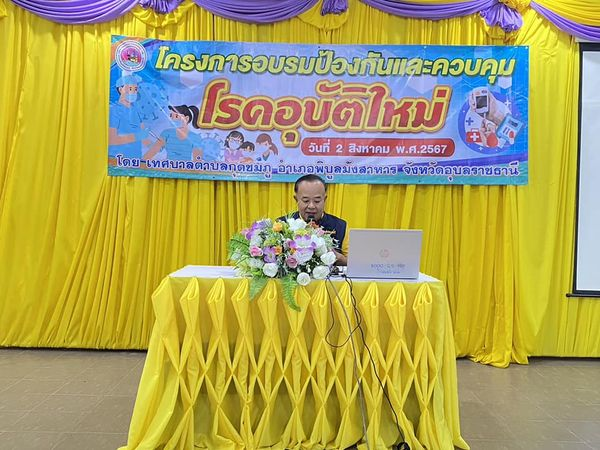 โครงการอบรมป้องกันและควบคุม
โรคอุบัติใหม่
วันที่ 2 สิงหาคม พ.ศ.2567
โดย เทศบาลตำบลกุดชมภู อำเภอพิบูลมังสาหาร จังหวัดอุบลราชธานี